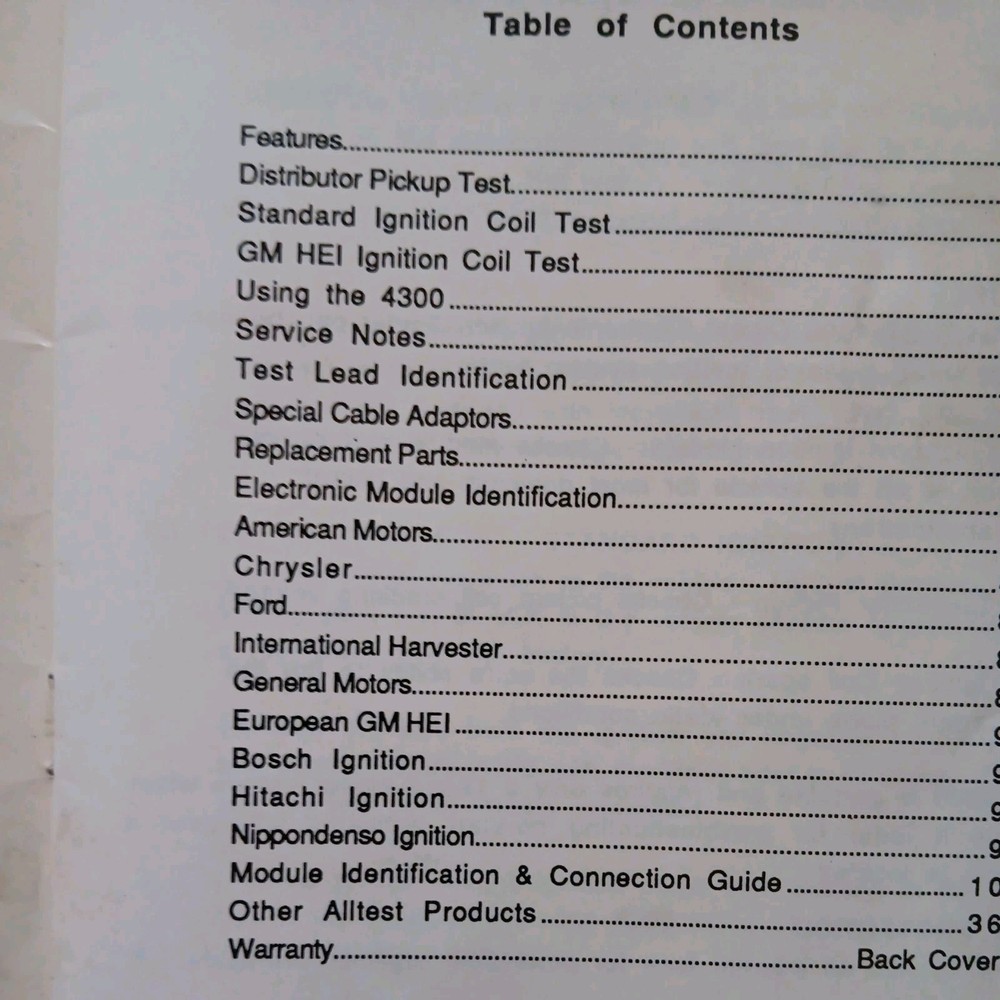 Table of Contents
Features
Distributor Pickup Test
Standard Ignition Coil Test
GM HEI Ignition Coil Test
Using the 4300
Service Notes
Test Lead Identification
Special Cable Adaptors
Replacement Parts
Electronic Module Identification
American Motors
Chrysler
Ford
International Harvester
General Motors
European GM HEI
Bosch Ignition
Hitachi Ignition
Nippondenso Ignition
Module Identification & Connection Guide 10
Other Alltest Products 36
Warranty Back Cover